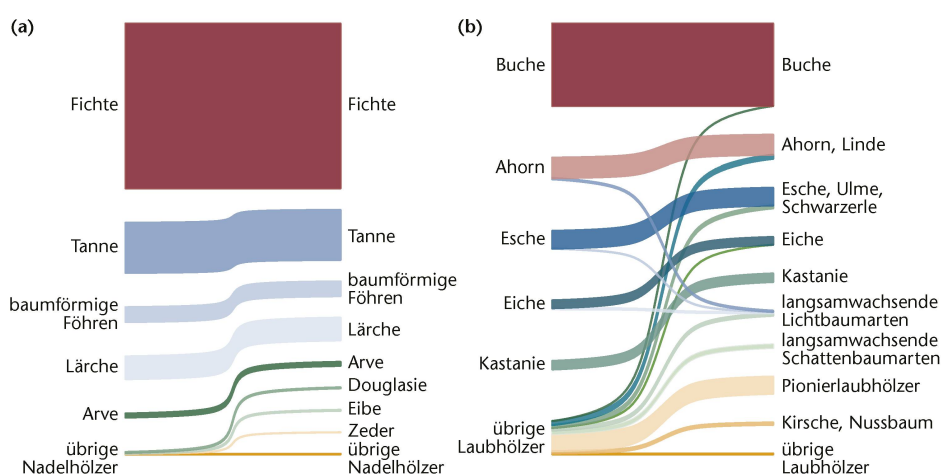 (a)
Fichte
Tanne
baumförmige
Föhren
Lärche
Arve
übrige
Nadelhölzer
Fichte
Tanne
baumförmige
Föhren
Lärche
Arve
Douglasie
Eibe
Zeder
übrige
Nadelhölzer
(b)
Buche
Ahorn
Esche
Eiche
Kastanie
übrige
Laubhölzer
Buche
Ahorn, Linde
Esche, Ulme,
Schwarzerle
Eiche
Kastanie
langsamwachsende
Lichtbaumarten
langsamwachsende
Schattenbaumarten
Pionierlaubhölzer
Kirsche, Nussbaum
übrige
Laubhölzer